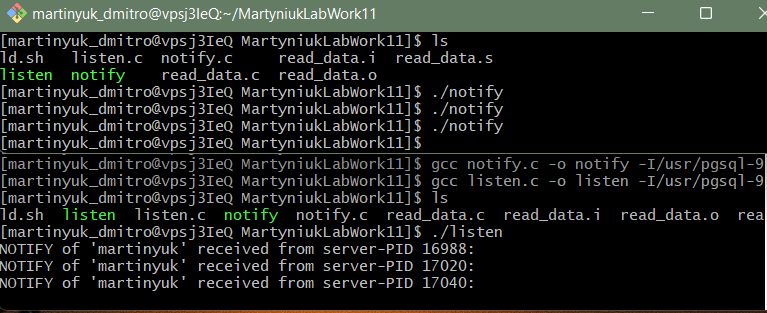 martinyuk_dmitro@vpsj3IeQ:~/MartyniukLabWork11
[martinyuk_dmitro@vpsj3IeQ MartyniukLabWork11]$ ls
ld.sh listen.c notify.c read_data.i read_data.s
listen notify read_data.c read_data.o
[martinyuk_dmitro@vpsj3IeQ MartyniukLabWork11]$ ./notify
[martinyuk_dmitro@vpsj3IeQ MartyniukLabWork11]$ ./notify
[martinyuk_dmitro@vpsj3IeQ MartyniukLabWork11]$ ./notify
[martinyuk_dmitro@vpsj3IeQ MartyniukLabWork11]$
[martinyuk_dmitro@vpsj3IeQ MartyniukLabWork11]$ gcc notify.c -o notify -I/usr/pgsql-9
[martinyuk_dmitro@vpsj3IeQ MartyniukLabWork11]$ gcc listen.c -o listen -I/usr/pgsql-9
[martinyuk_dmitro@vpsj3IeQ MartyniukLabWork11]$ ls
ld.sh listen listen.c notify notify.c read_data.c read_data.i read_data.o rea
[martinyuk_dmitro@vpsj3IeQ MartyniukLabWork11]$ ./listen
NOTIFY of 'martinyuk' received from server-PID 16988:
NOTIFY of 'martinyuk' received from server-PID 17020:
NOTIFY of 'martinyuk' received from server-PID 17040: